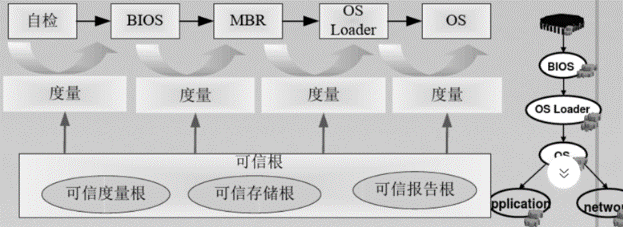 自检
BIOS
MBR
OS
Loader
OS
度量
度量
度量
度量
可信根
可信度量根
可信存储根
可信报告根
BIOS
OS Loader
OS
pplication
networ